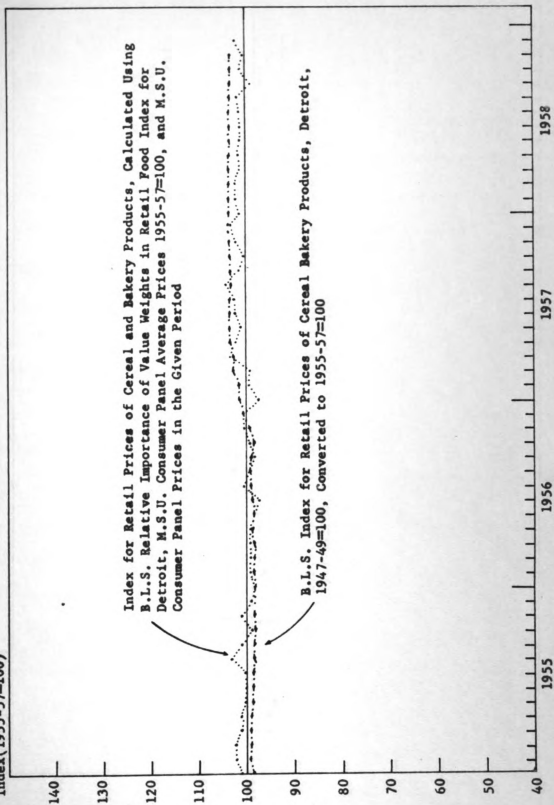 Index(1955-57=100)
140
130
120
110
100
90
80
70
60
50
40
Index for Retail Prices of Cereal and Bakery Products, Calculated Using
B.L.S. Relative Importance of Value Weights in Retail Food Index for
Detroit, M.S.U. Consumer Panel Average Prices 1955-57=100, and M.S.U.
Consumer Panel Prices in the Given Period
B.L.S. Index for Retail Prices of Cereal Bakery Products, Detroit,
1947-49=100, Converted to 1955-57=100
1955
1956
1957
1958